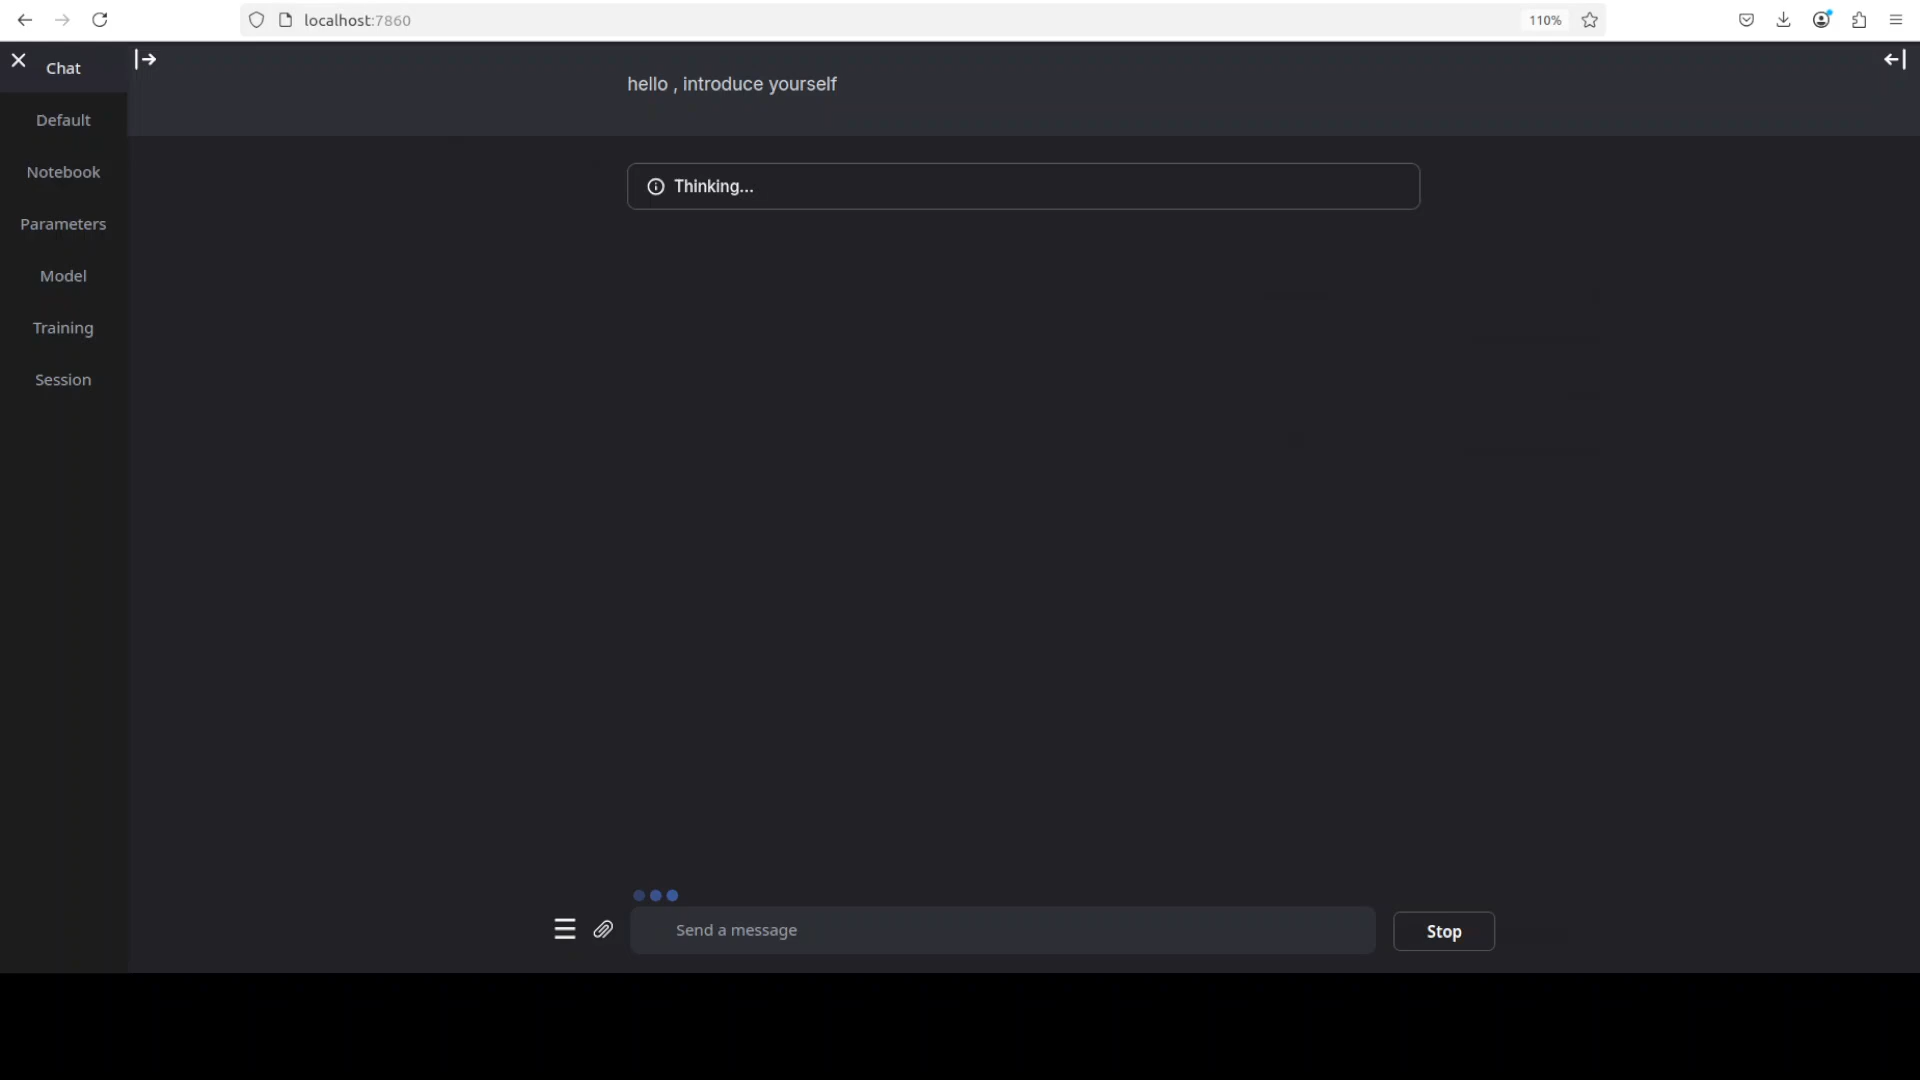 localhost:7860
110%
Chat
hello , introduce yourself
Default
Notebook
Thinking...
Parameters
Model
Training
Session
Send a message
Stop